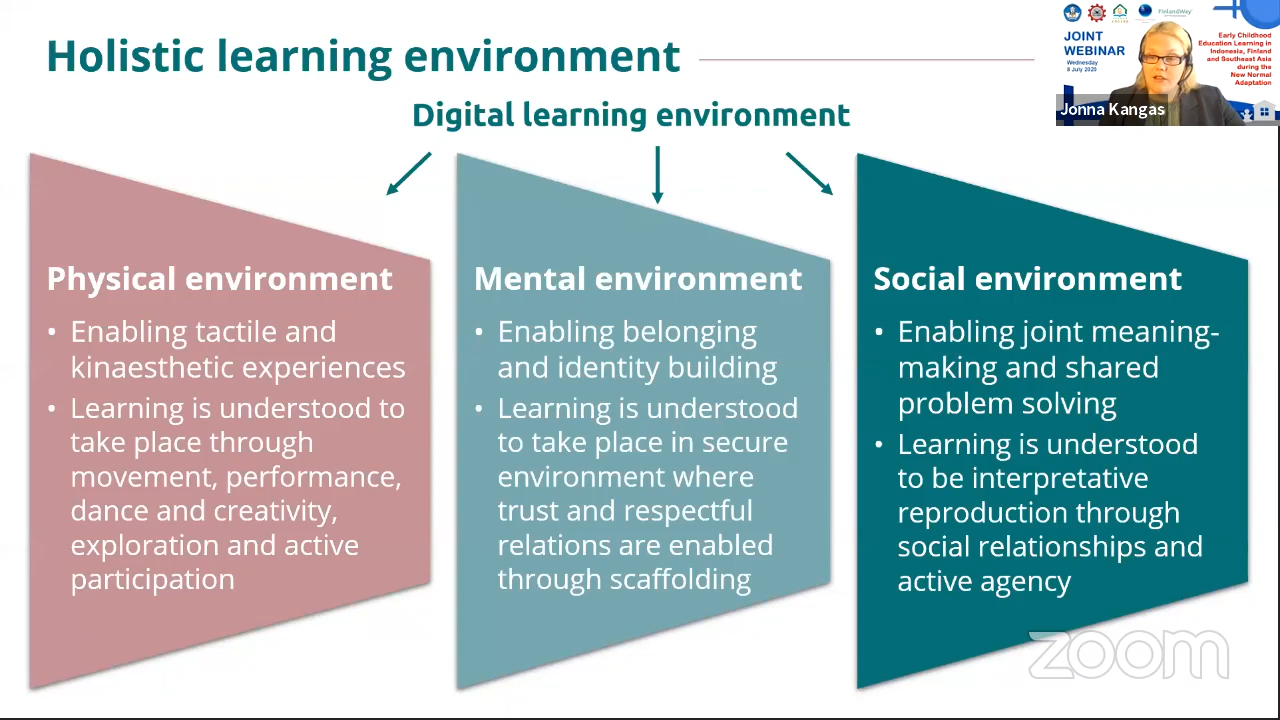 Holistic learning environment
Digital learning environment
Physical environment
• Enabling tactile and
kinaesthetic experiences
• Learning is understood to
take place through
movement, performance,
dance and creativity,
exploration and active
participation
Mental environment
• Enabling belonging
and identity building
• Learning is understood
to take place in secure
environment where
trust and respectful
relations are enabled
through scaffolding
Social environment
• Enabling joint meaning-
making and shared
problem solving
• Learning is understood
to be interpretative
reproduction through
social relationships and
active agency
FinlandWay
JOINT
WEBINAR
Wednesday
8 July 2020
Early Childhood
Education Learning in
Indonesia, Finland
and Southeast Asia
during the
New Normal
Adaptation
Jonna Kangas
zoom